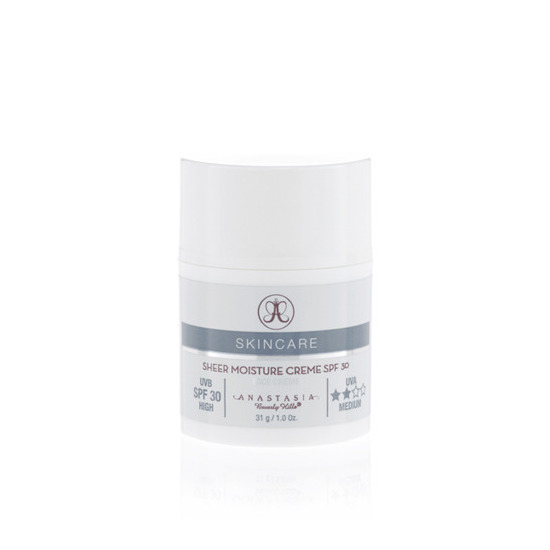 SKINCARE
SHEER MOISTURE CREME SPF 30
UVB
SPF 30
HIGH
ANASTASIA
Beverly Hills®
31 g / 1.0 Oz.
UVA
★★☆☆
MEDIUM